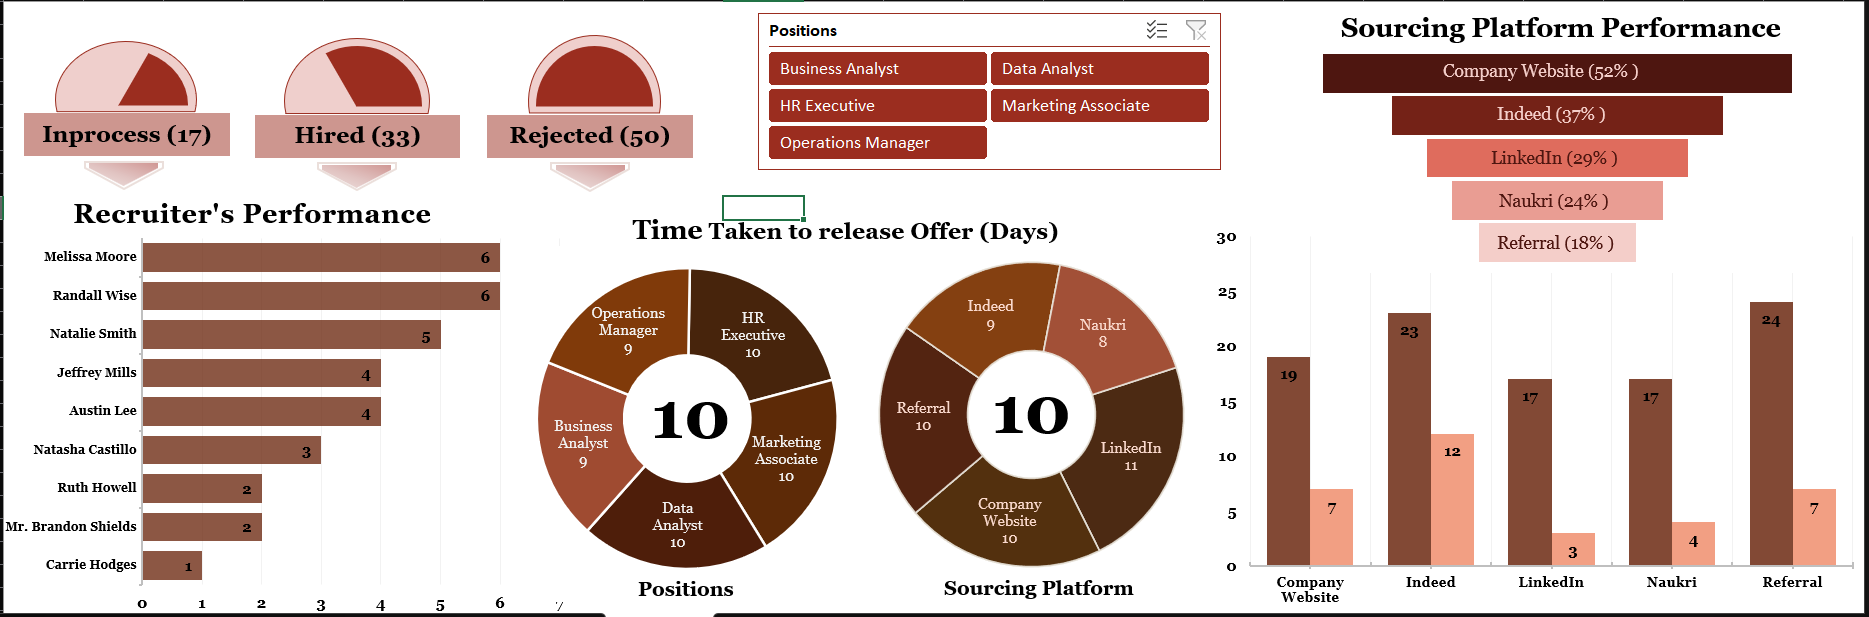 Inprocess (17)
Hired (33)
Rejected (50)
Positions
Business Analyst
Data Analyst
HR Executive
Marketing Associate
Operations Manager
Sourcing Platform Performance
Company Website (52% )
Indeed (37% )
LinkedIn (29% )
Naukri (24% )
Referral (18% )
Recruiter's Performance
Melissa Moore
6
Randall Wise
6
Natalie Smith
5
Jeffrey Mills
4
Austin Lee
4
Natasha Castillo
3
Ruth Howell
2
Mr. Brandon Shields
2
Carrie Hodges
1
0 1 2 3 4 5 6 7
Time Taken to release Offer (Days)
Operations
Manager
9
HR
Executive
10
Business
Analyst
9
10
Marketing
Associate
10
Data
Analyst
10
Positions
Indeed
9
Naukri
8
Referral
10
10
LinkedIn
11
Company
Website
10
Sourcing Platform
30
25
20
15
10
5
0
19
7
23
12
17
3
17
4
24
7
Company
Website
Indeed
LinkedIn
Naukri
Referral